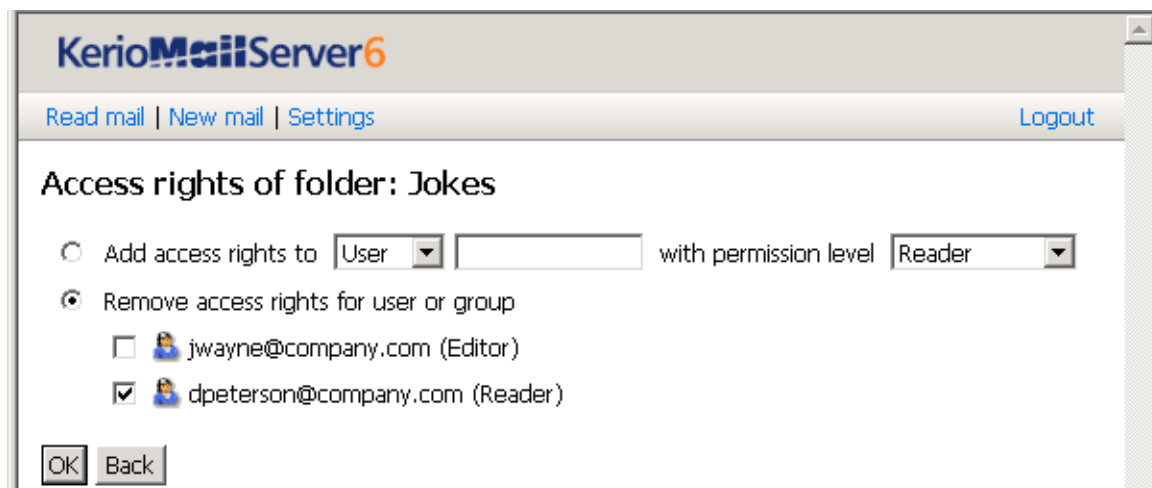 KerioMailServer6
Read mail | New mail | Settings Logout
Access rights of folder: Jokes
Add access rights to User with permission level Reader
Remove access rights for user or group
jwayne@company.com (Editor)
dpeterson@company.com (Reader)
OK Back